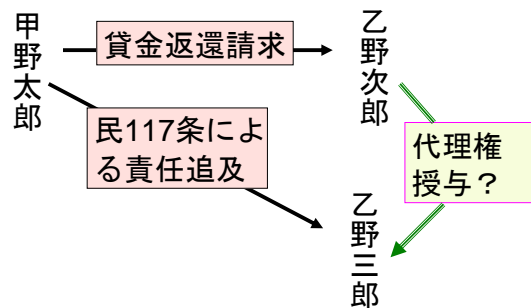 甲野太郎
貸金返還請求
乙野次郎
民117条によ
る責任追及
代理権
授与？
乙野三郎